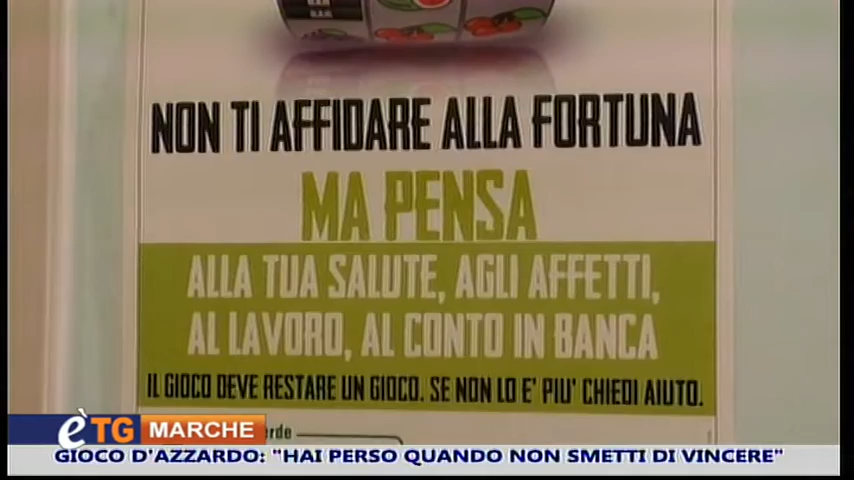 NON TI AFFIDARE ALLA FORTUNA
MA PENSA
ALLA TUA SALUTE, AGLI AFFETTI,
AL LAVORO, AL CONTO IN BANCA
IL GIOCO DEVE RESTARE UN GIOCO. SE NON LO E' PIU' CHIEDI AIUTO.
èTG MARCHE
GIOCO D'AZZARDO: "HAI PERSO QUANDO NON SMETTI DI VINCERE"